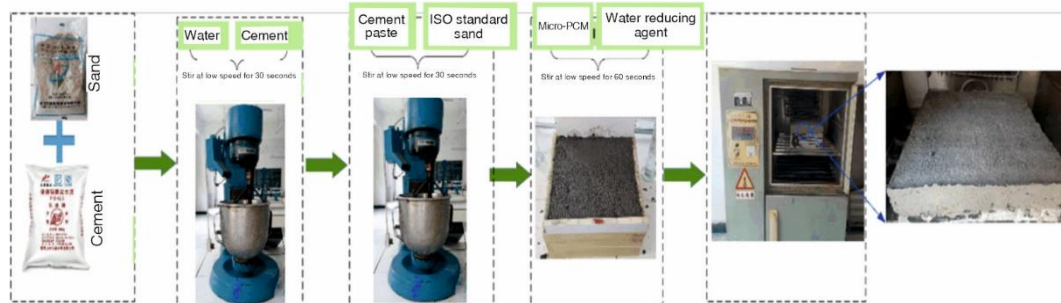 Sand
Cement
Water
Cement
Stir at low speed for 30 seconds
Cement
paste
ISO standard
sand
Stir at low speed for 30 seconds
Micro-PCM
Water reducing
agent
Stir at low speed for 60 seconds